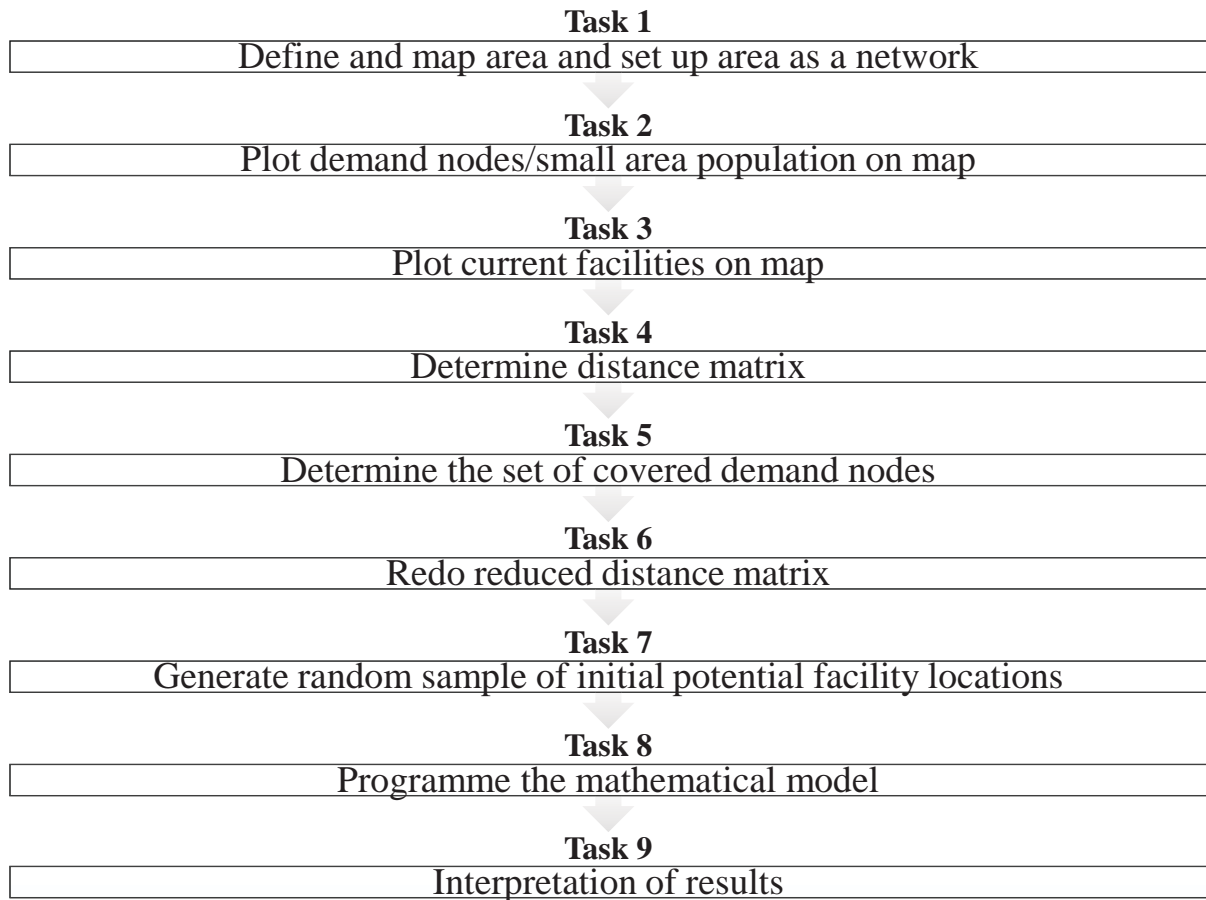 Task 1
Define and map area and set up area as a network
Task 2
Plot demand nodes/small area population on map
Task 3
Plot current facilities on map
Task 4
Determine distance matrix
Task 5
Determine the set of covered demand nodes
Task 6
Redo reduced distance matrix
Task 7
Generate random sample of initial potential facility locations
Task 8
Programme the mathematical model
Task 9
Interpretation of results